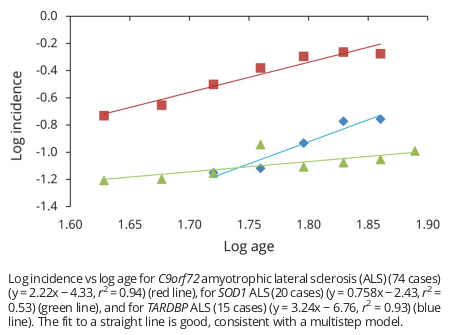 0.0
-0.2
-0.4
-0.6
-0.8
-1.0
-1.2
-1.4
Log incidence
1.60 1.65 1.70 1.75 1.80 1.85 1.90
Log age
Log incidence vs log age for C9orf72 amyotrophic lateral sclerosis (ALS) (74 cases)
(y = 2.22x − 4.33, r² = 0.94) (red line), for SOD1 ALS (20 cases) (y = 0.758x − 2.43, r² =
0.53) (green line), and for TARDBP ALS (15 cases) (y = 3.24x − 6.76, r² = 0.93) (blue
line). The fit to a straight line is good, consistent with a multistep model.